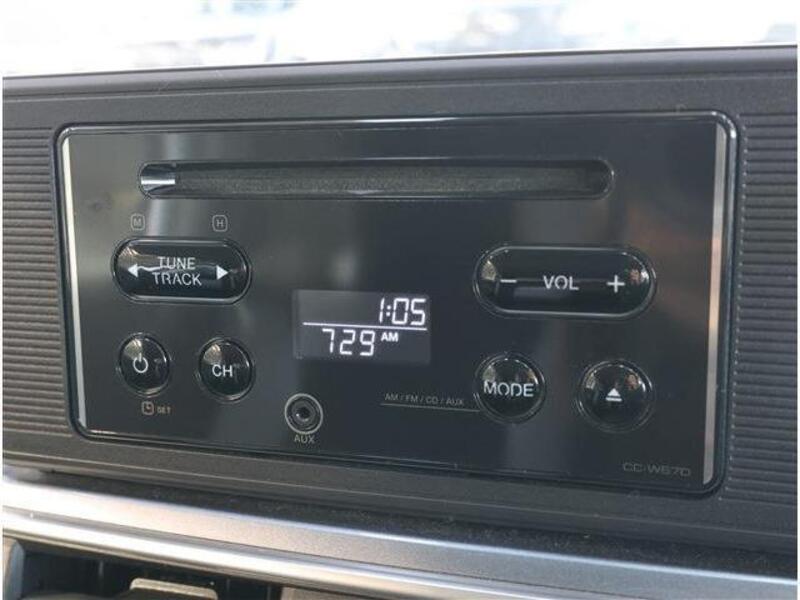 M H
TUNE
TRACK
- VOL +
1:05
729 AM
CH
MODE
SET
AM / FM / CD / AUX
AUX
CC-W67D